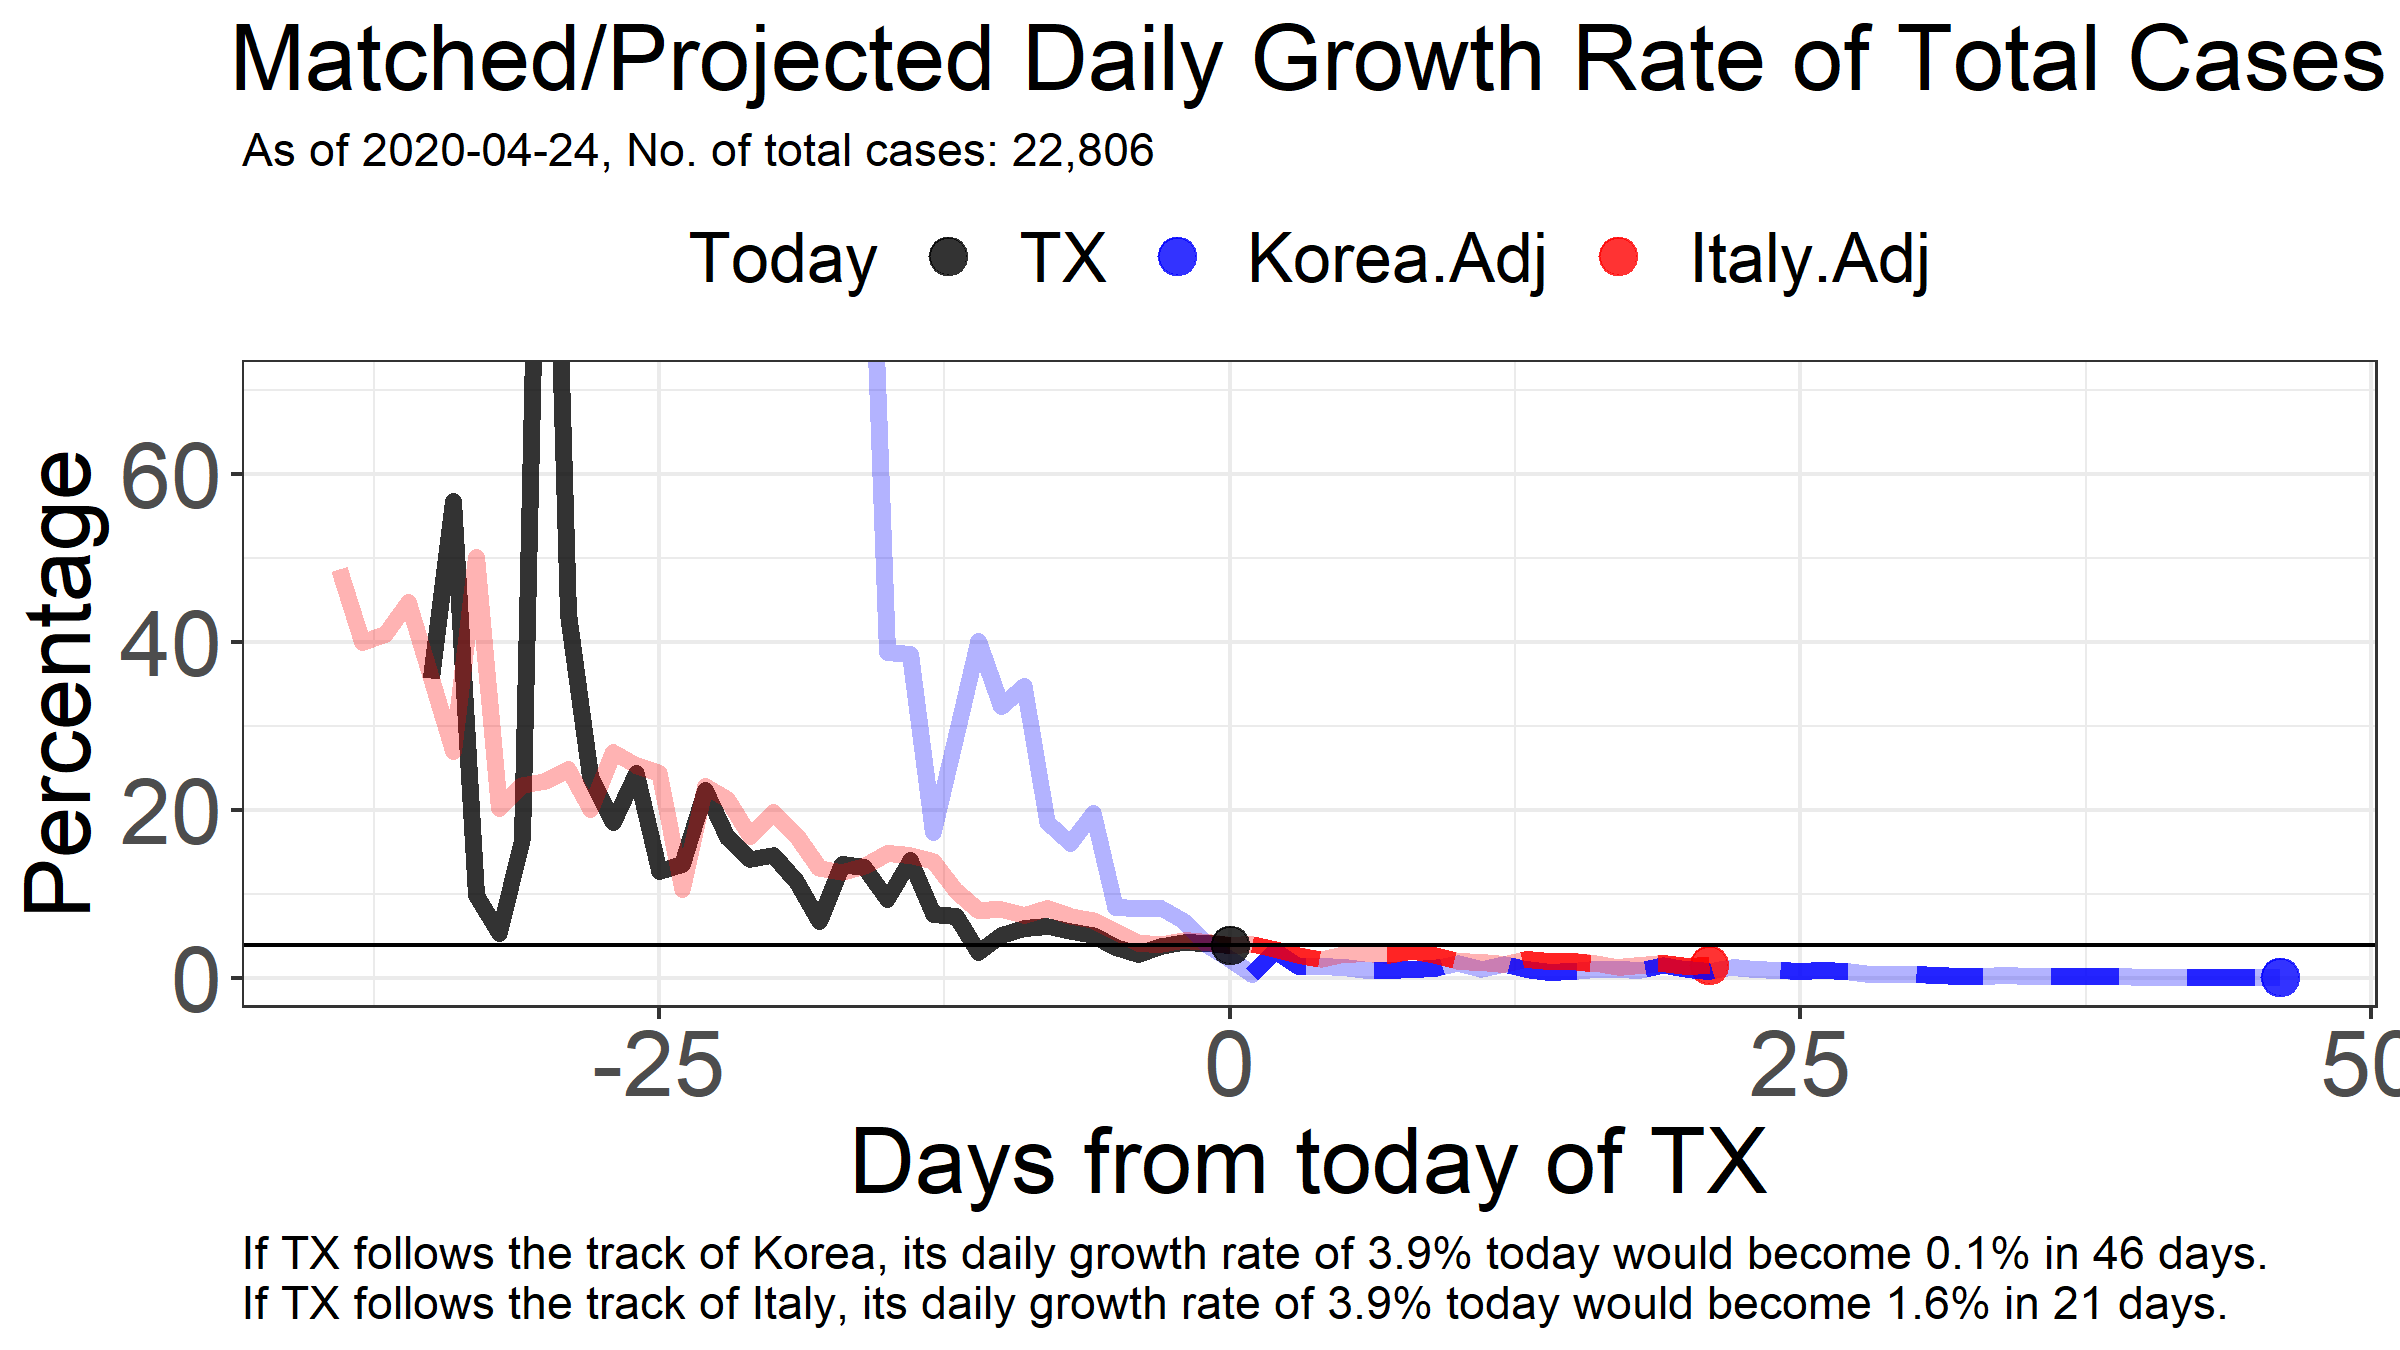 Matched/Projected Daily Growth Rate of Total Cases
As of 2020-04-24, No. of total cases: 22,806
Today TX Korea.Adj Italy.Adj
Percentage
60
40
20
0
-25 0 25 50
Days from today of TX
If TX follows the track of Korea, its daily growth rate of 3.9% today would become 0.1% in 46 days.
If TX follows the track of Italy, its daily growth rate of 3.9% today would become 1.6% in 21 days.